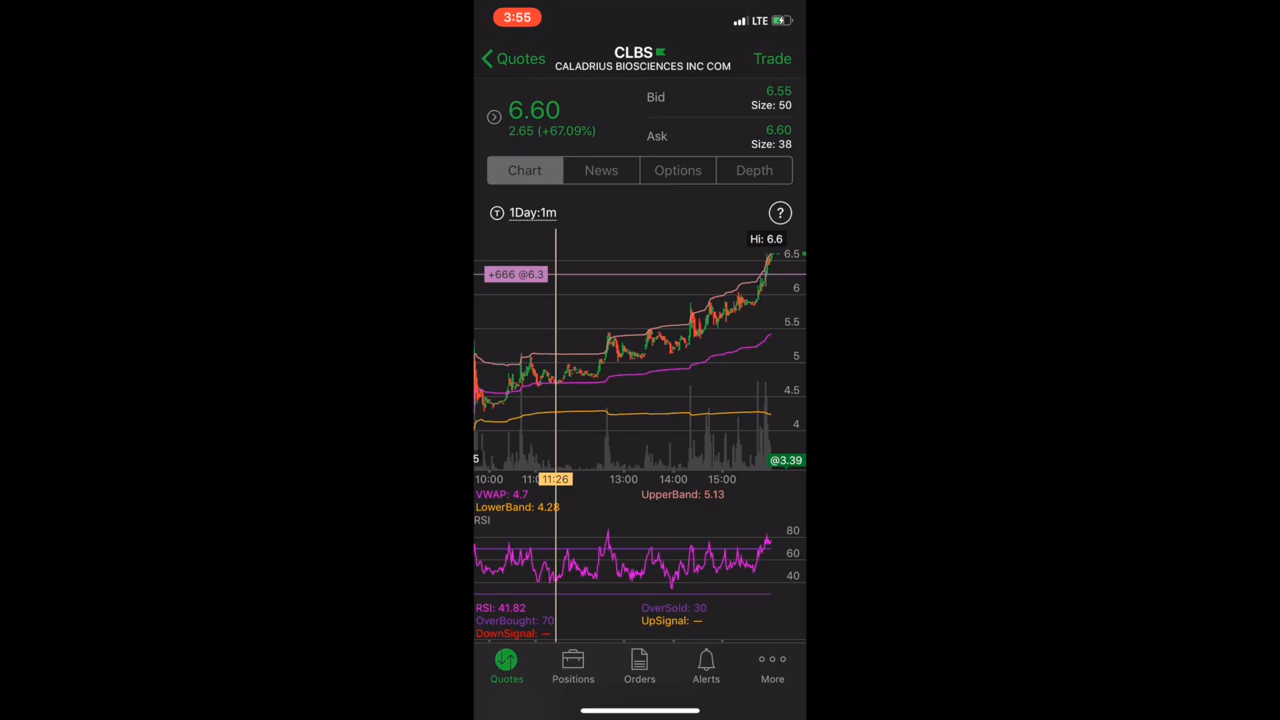 3:55
LTE
Quotes
CLBS
Trade
CALADRIUS BIOSCIENCES INC COM
6.60
2.65 (+67.09%)
Bid
6.55
Size: 50
Ask
6.60
Size: 38
Chart
News
Options
Depth
T
1Day:1m
?
Hi: 6.6
6.5
+666 @6.3
6
5.5
5
4.5
4
5
@3.39
10:00
11:26
13:00
14:00
15:00
VWAP: 4.7
UpperBand: 5.13
LowerBand: 4.28
RSI
80
60
40
RSI: 41.82
OverSold: 30
OverBought: 70
UpSignal: —
DownSignal: —
Quotes
Positions
Orders
Alerts
More